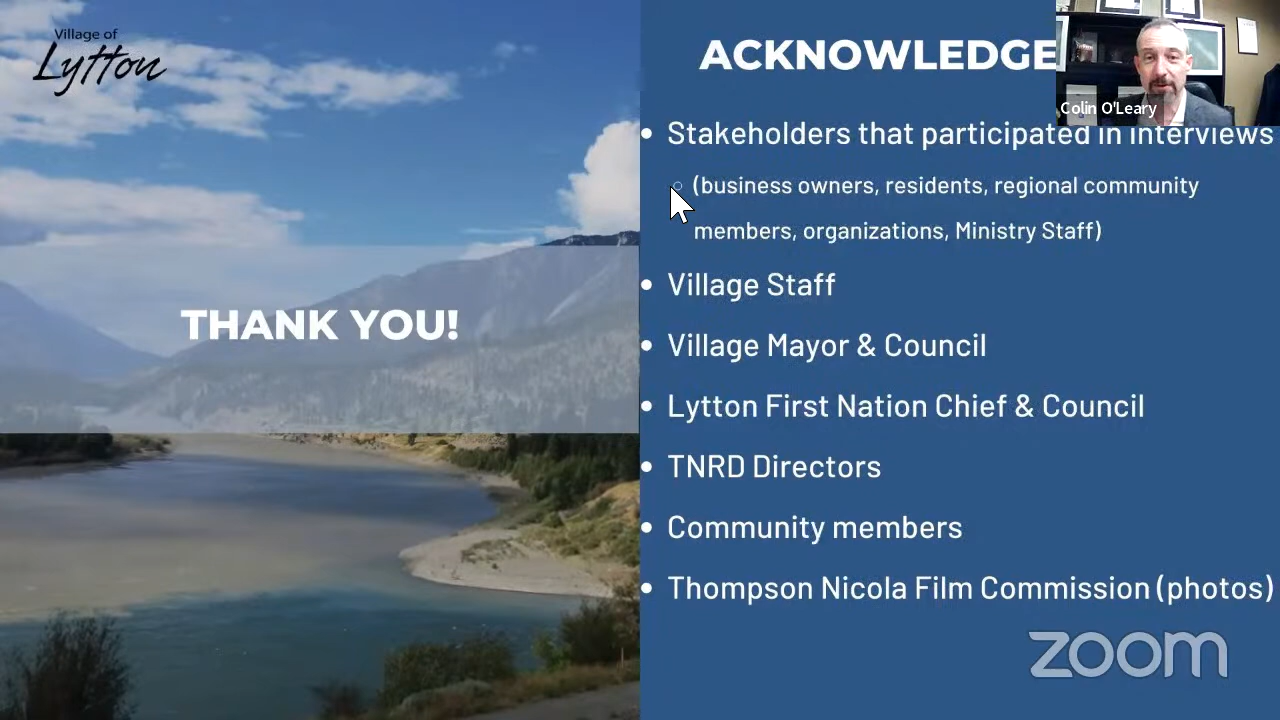 Village of
Lytton
THANK YOU!
ACKNOWLEDGE
Colin O'Leary
Stakeholders that participated in interviews
(business owners, residents, regional community
members, organizations, Ministry Staff)
Village Staff
Village Mayor & Council
Lytton First Nation Chief & Council
TNRD Directors
Community members
Thompson Nicola Film Commission (photos)
zoom